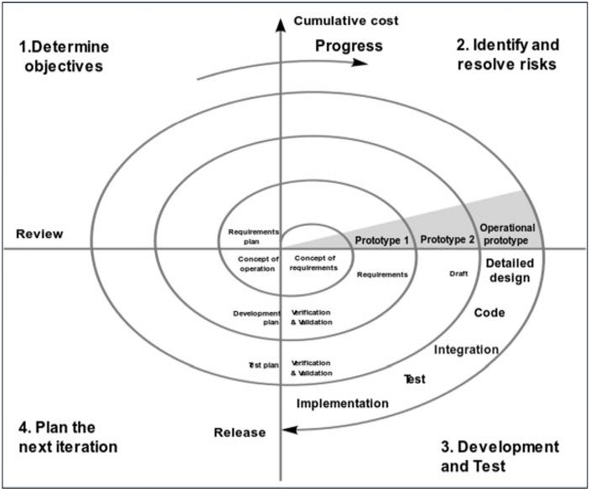 Cumulative cost
Progress
1.Determine
objectives
2. Identify and
resolve risks
Review
Requirements
plan
Prototype 1
Prototype 2
Operational
prototype
Concept of
operation
Concept of
requirements
Requirements
Draft
Detailed
design
Development
plan
Verification
& Validation
Code
Integration
Test plan
Verification
& Validation
Test
Implementation
4. Plan the
next iteration
Release
3. Development
and Test